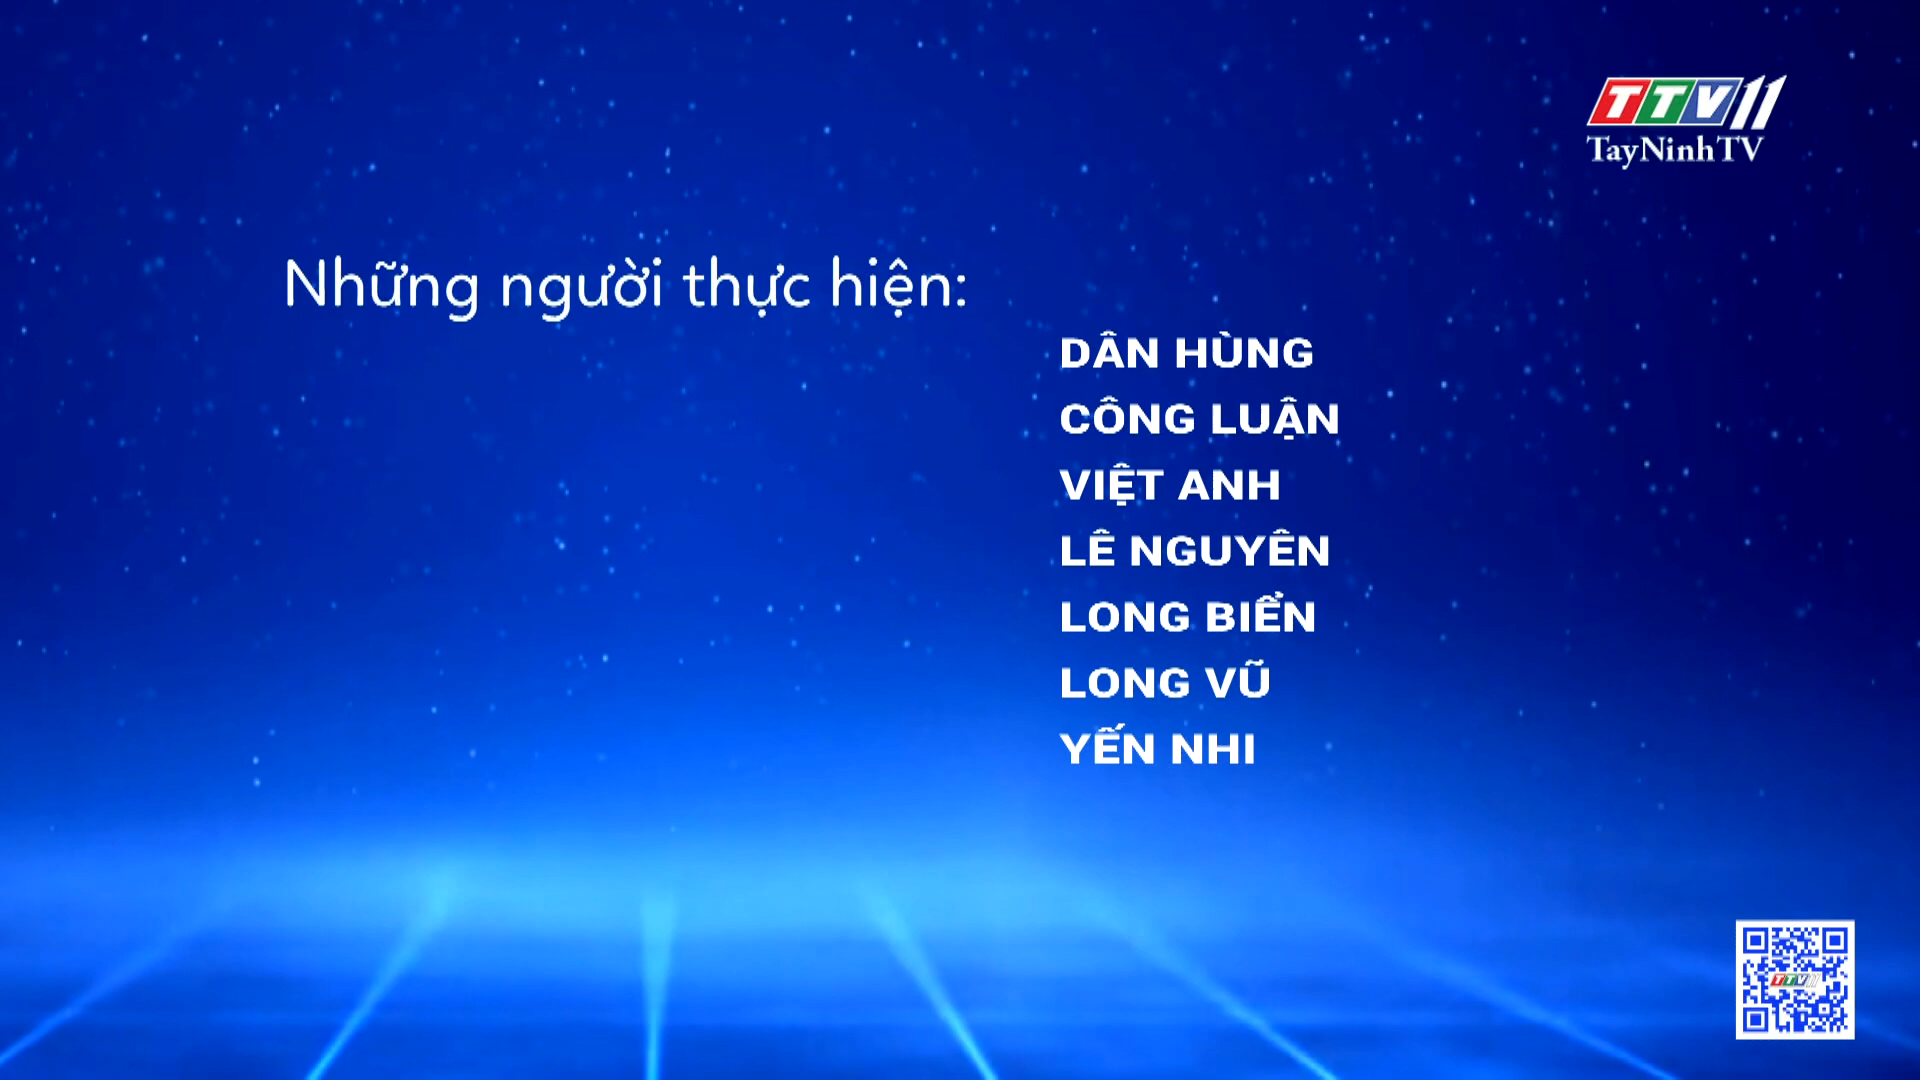 TTV11
TayNinhTV
Những người thực hiện:
DÂN HÙNG
CÔNG LUẬN
VIỆT ANH
LÊ NGUYÊN
LONG BIỂN
LONG VŨ
YẾN NHI
TTV11